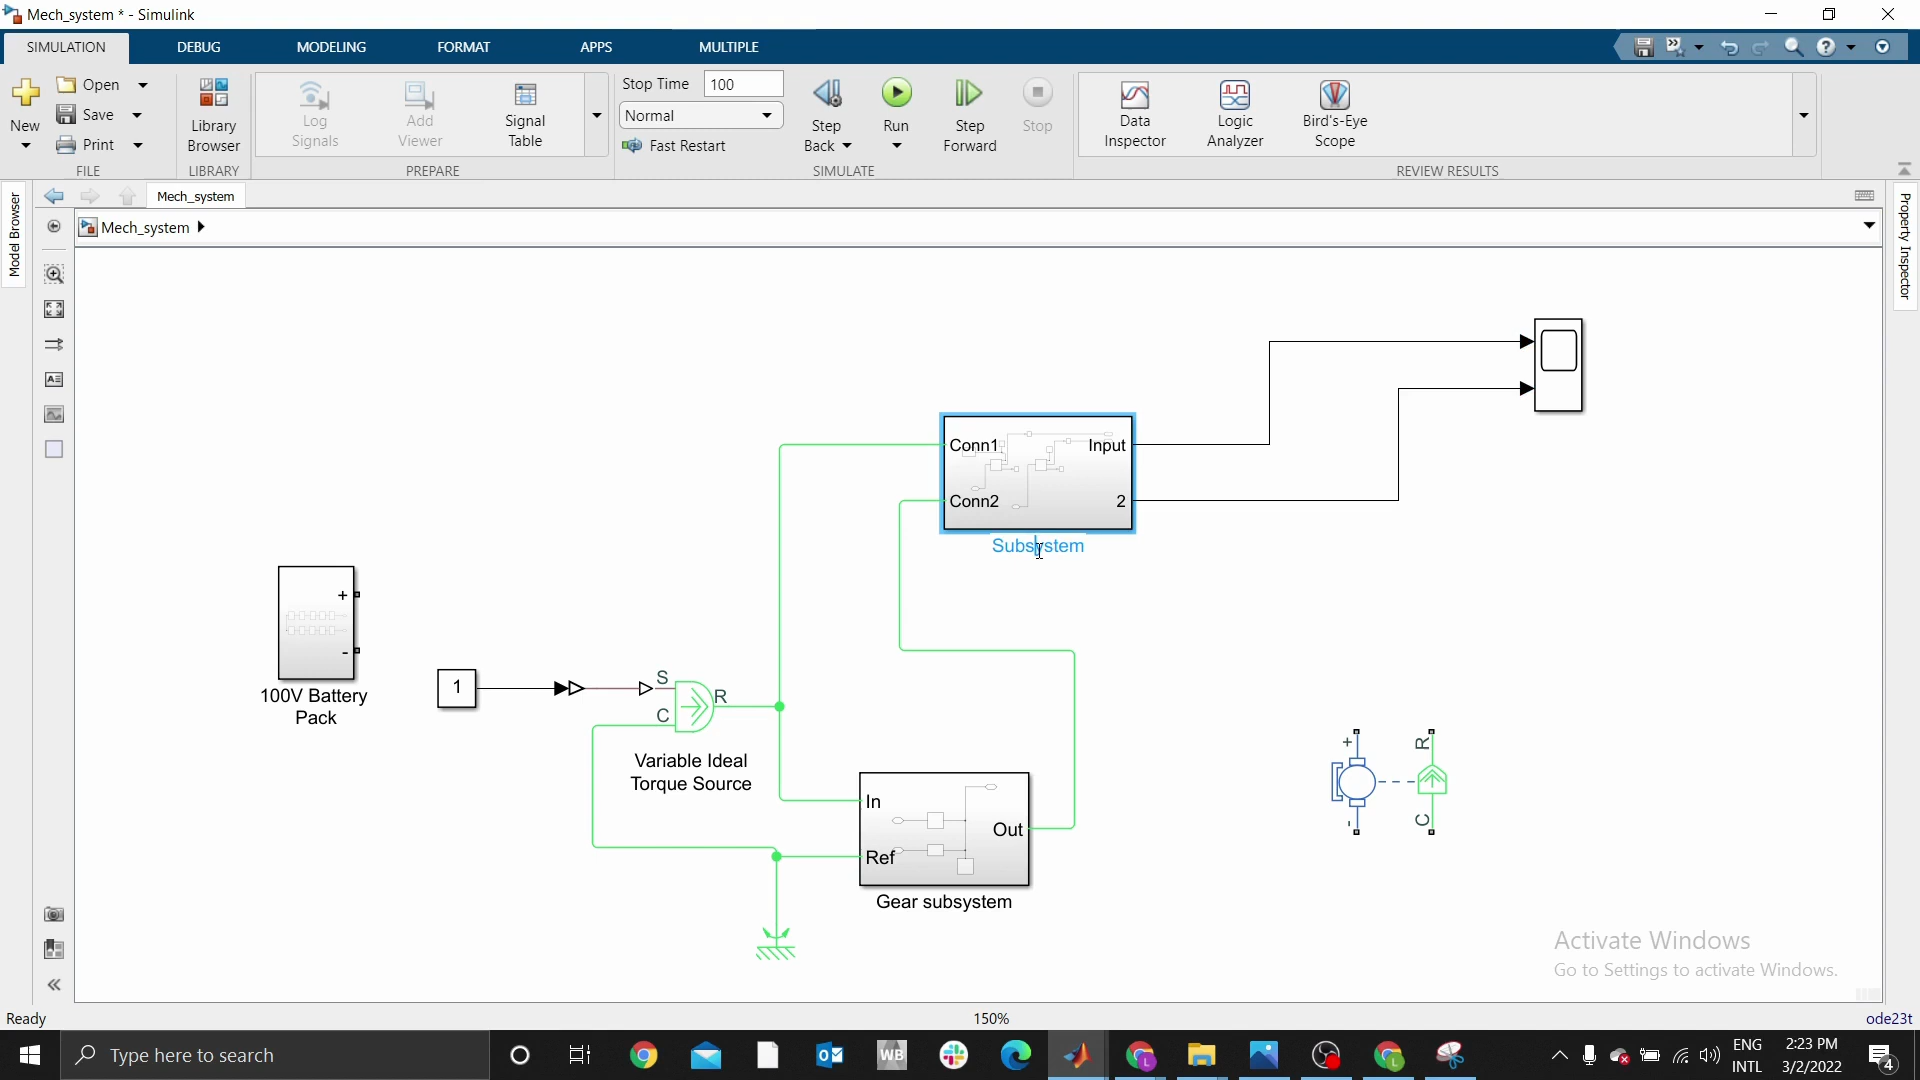 Mech_system * - Simulink
SIMULATION DEBUG MODELING FORMAT APPS MULTIPLE
New
Open
Save
Print
FILE
Library
Browser
LIBRARY
Log
Signals
Add
Viewer
Signal
Table
PREPARE
Stop Time 100
Normal
Fast Restart
Step
Back
Run
Step
Forward
Stop
SIMULATE
Data
Inspector
Logic
Analyzer
Bird's-Eye
Scope
REVIEW RESULTS
Model Browser
Mech_system
Mech_system
Property Inspector
Conn1 Input
Conn2 2
Subsystem
+
-
100V Battery
Pack
1
S
C
R
Variable Ideal
Torque Source
In
Out
Ref
Gear subsystem
+ R
- C
Activate Windows
Go to Settings to activate Windows.
Ready 150% ode23t
Type here to search
WB
ENG
INTL
2:23 PM
3/2/2022
4